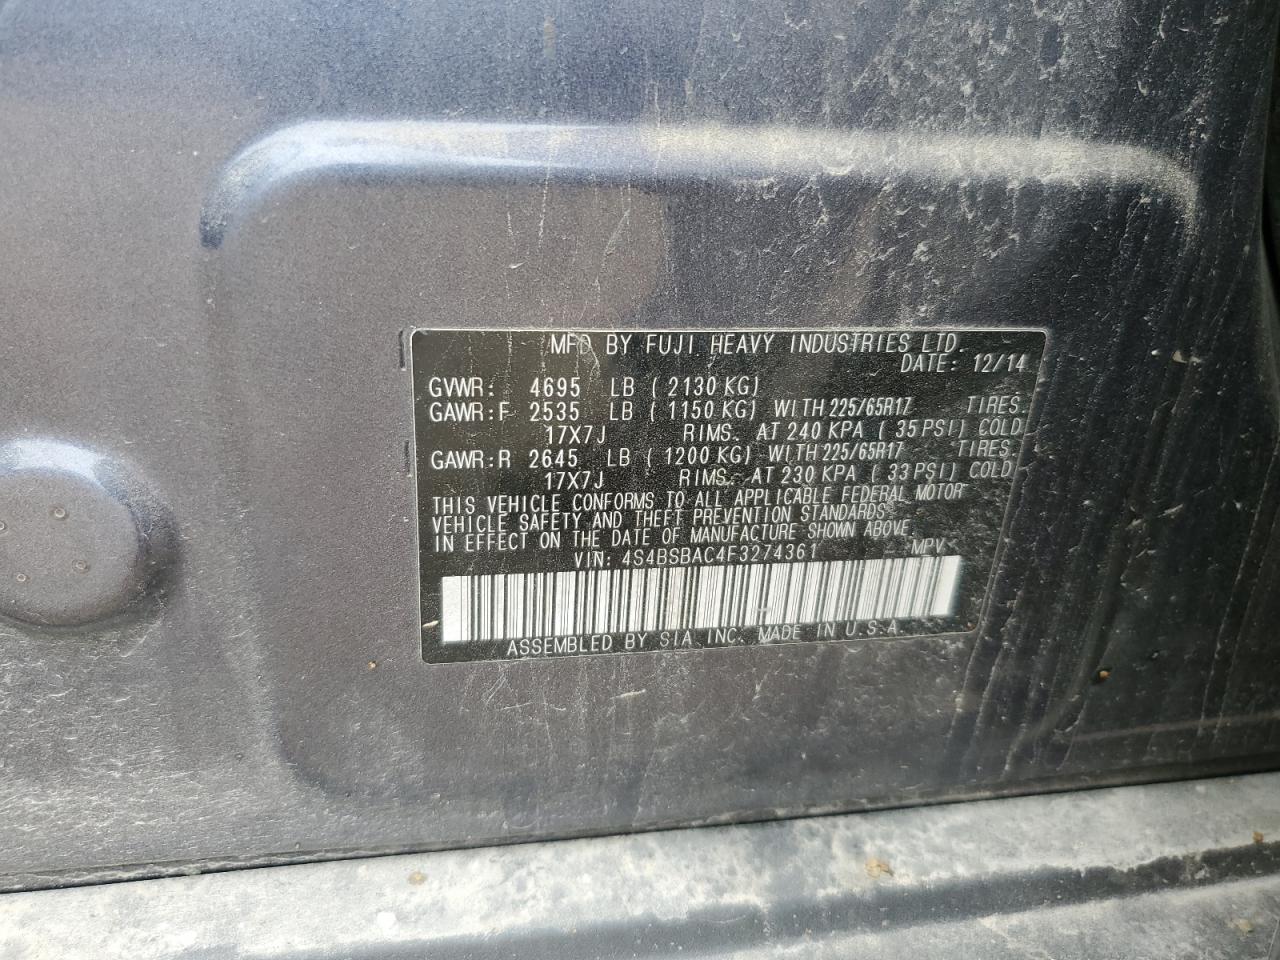 MFD BY FUJI HEAVY INDUSTRIES LTD.
DATE: 12/14
GVWR: 4695 LB ( 2130 KG)
GAWR:F 2535 LB ( 1150 KG) WITH 225/65R17 TIRES.
17X7J RIMS. AT 240 KPA ( 35 PSI) COLD
GAWR:R 2645 LB ( 1200 KG) WITH 225/65R17 TIRES.
17X7J RIMS. AT 230 KPA ( 33 PSI) COLD
THIS VEHICLE CONFORMS TO ALL APPLICABLE FEDERAL MOTOR
VEHICLE SAFETY AND THEFT PREVENTION STANDARDS
IN EFFECT ON THE DATE OF MANUFACTURE SHOWN ABOVE.
VIN: 4S4BSBAC4F3274361 MPV
ASSEMBLED BY SIA, INC. MADE IN U.S.A.